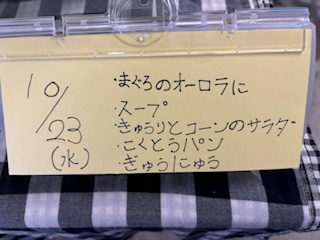 10/23
(水)
・まぐろのオーロラに
・スープ
・きゅうりとコーンのサラダ
・こくとうパン
・ぎゅうにゅう